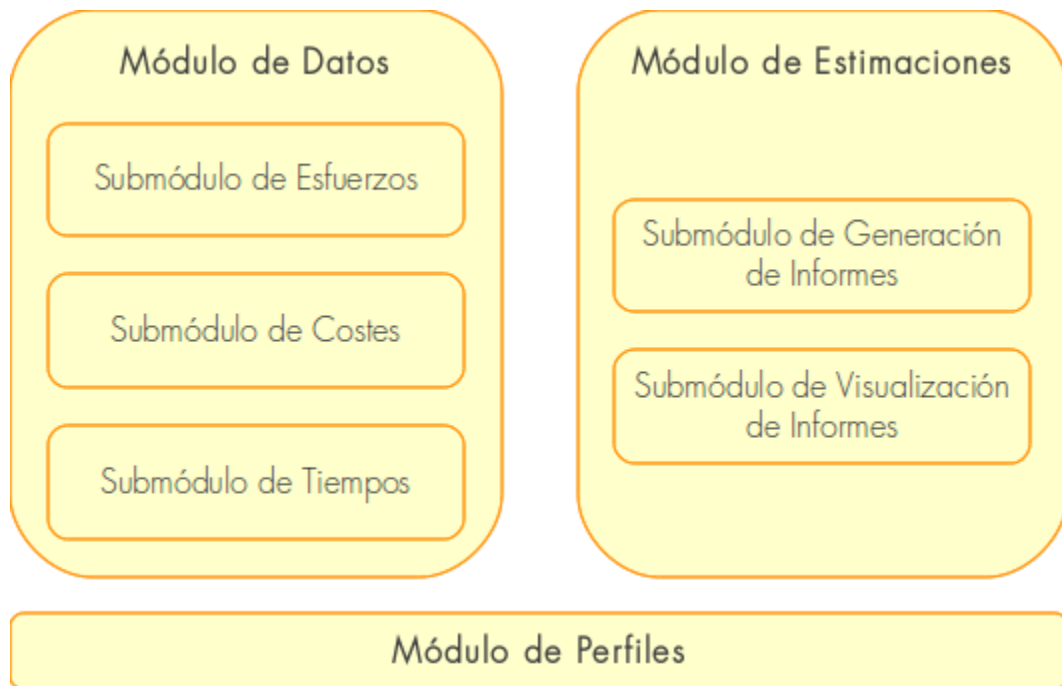 Módulo de Datos
Submódulo de Esfuerzos
Submódulo de Costes
Submódulo de Tiempos
Módulo de Estimaciones
Submódulo de Generación
de Informes
Submódulo de Visualización
de Informes
Módulo de Perfiles